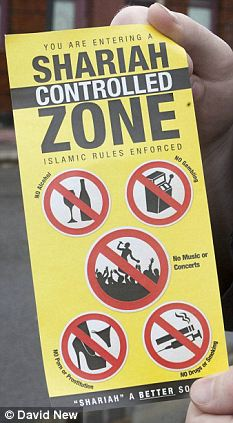 YOU ARE ENTERING A
SHARIAH
CONTROLLED
ZONE
ISLAMIC RULES ENFORCED
NO Alcohol
NO Gambling
No Music or
Concerts
NO Porn or Prostitution
NO Drugs or Smoking
"SHARIAH" A BETTER SO
© David New